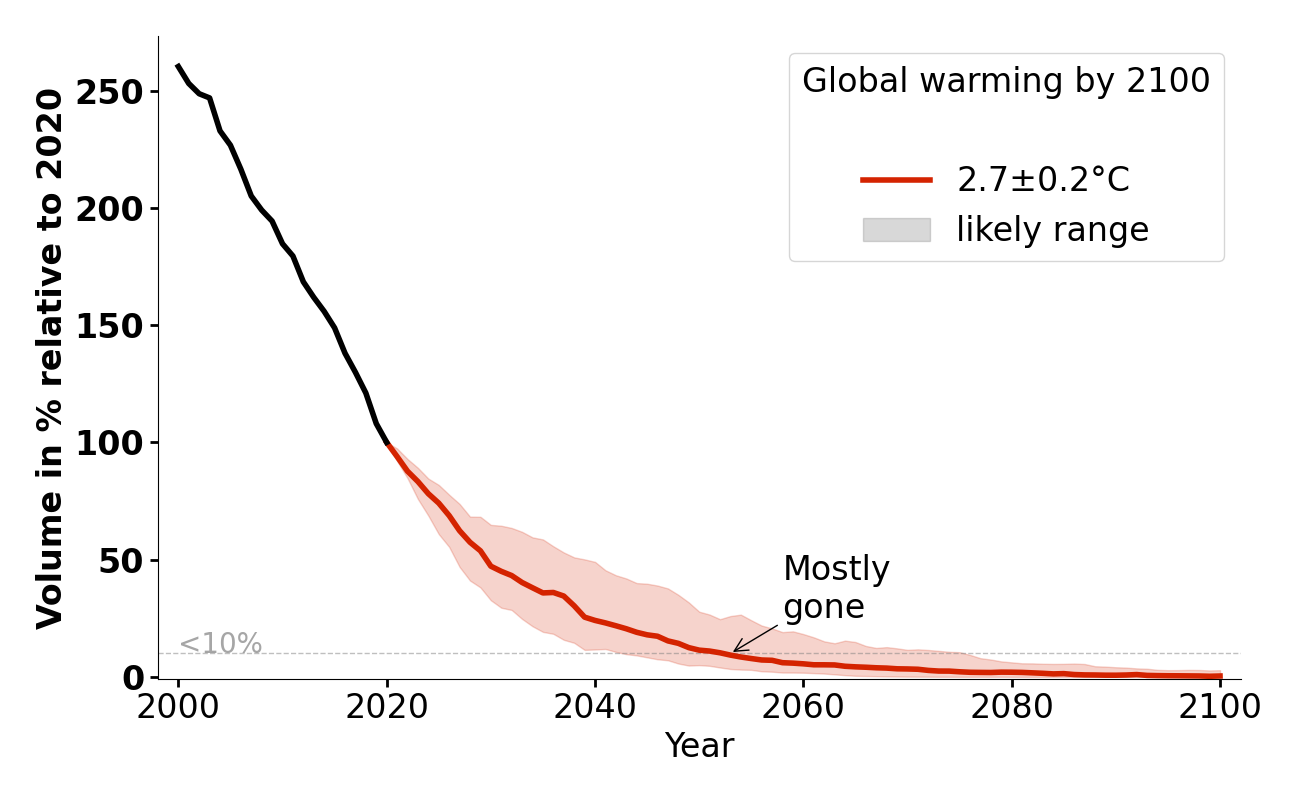 Volume in % relative to 2020
250
200
150
100
50
0
Global warming by 2100
2.7±0.2°C
likely range
Mostly
gone
<10%
2000 2020 2040 2060 2080 2100
Year